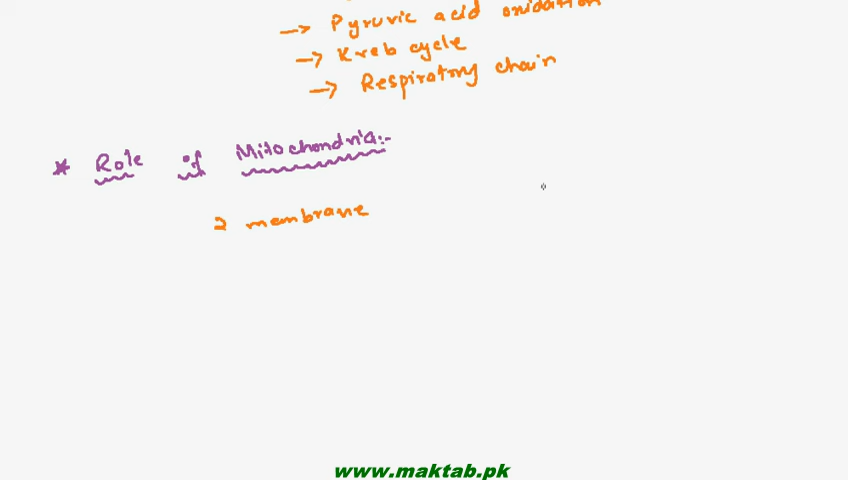 → Pyruvic acid oxidation
→ Kreb cycle
→ Respiratory chain
* Role of Mitochondria:-
2 membrane
www.maktab.pk